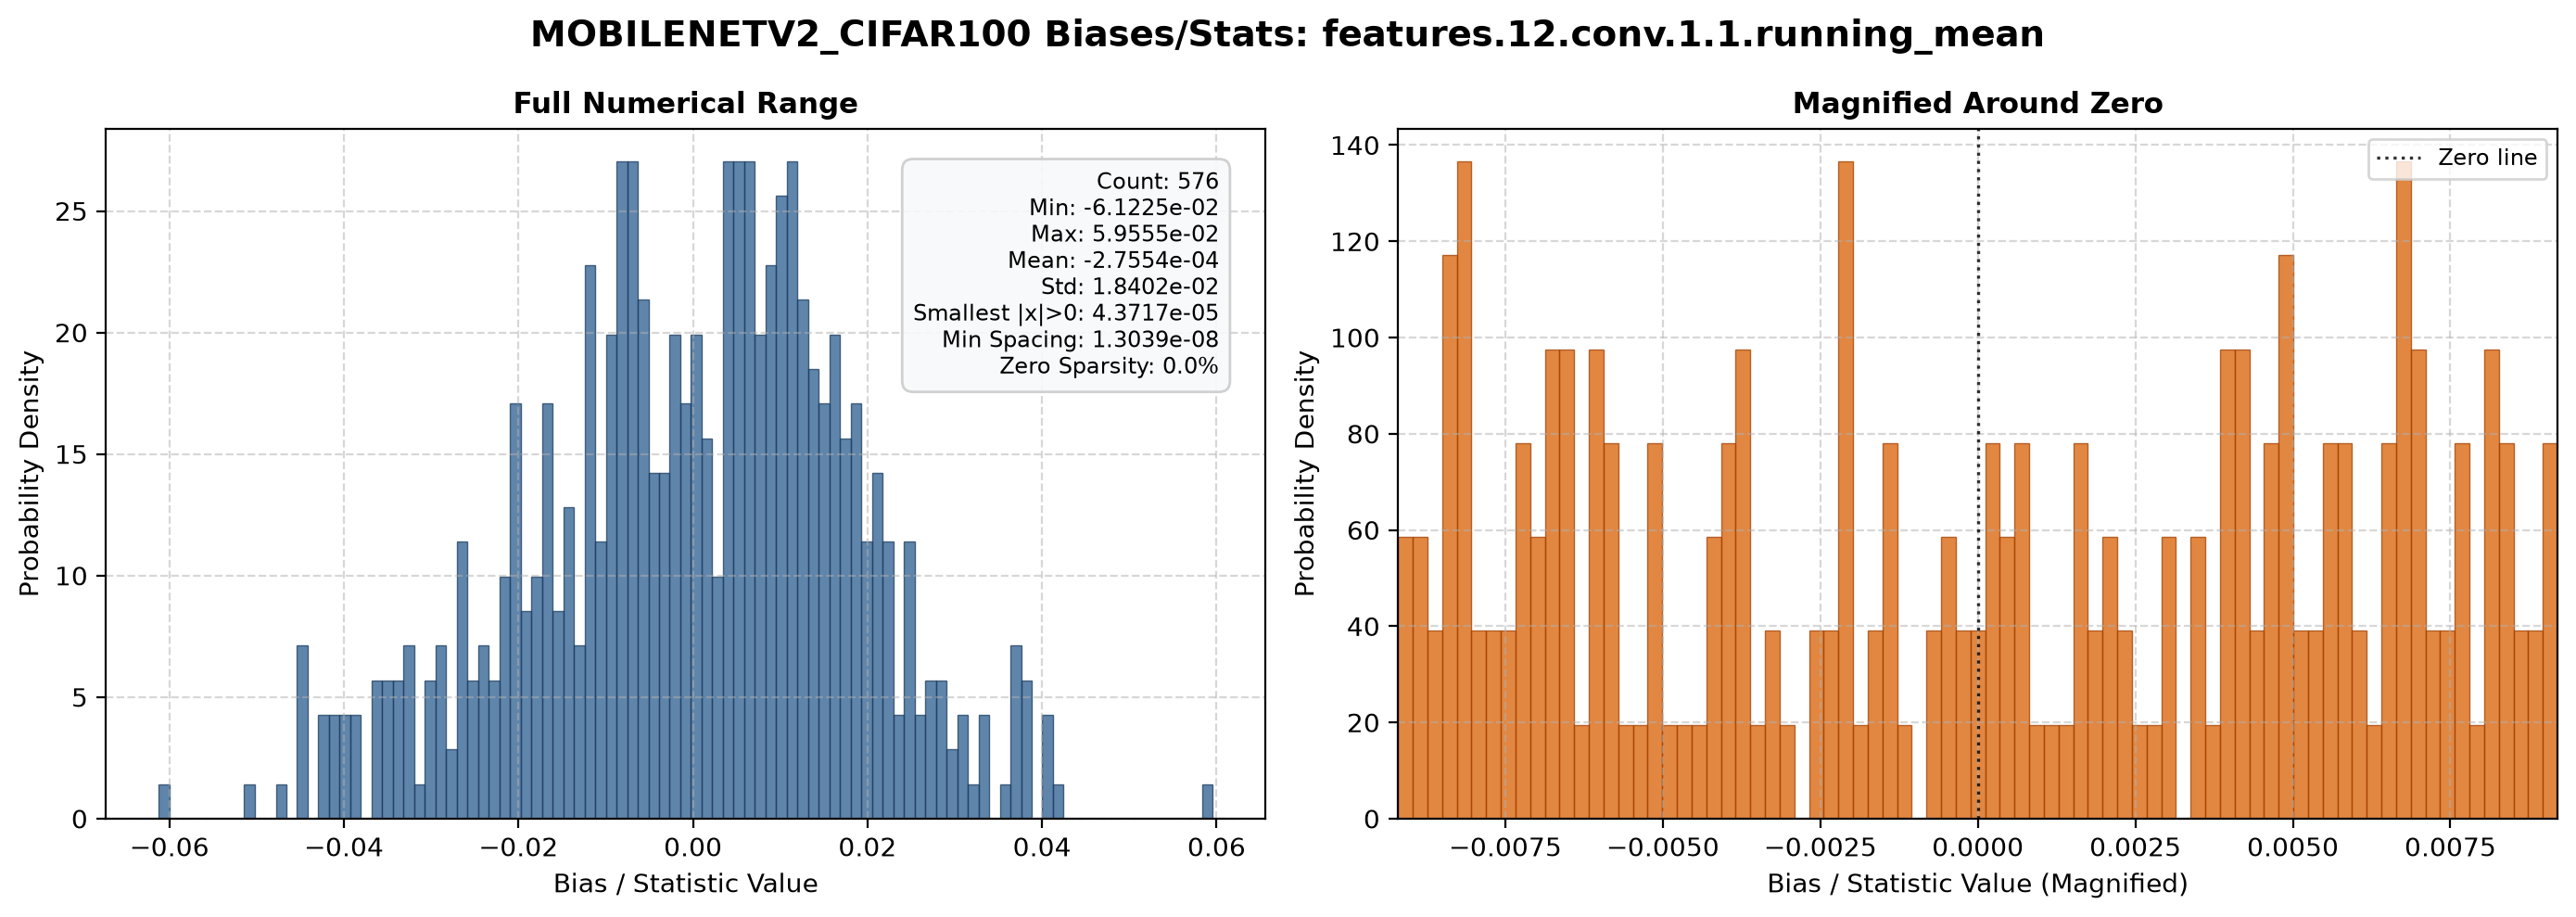 MOBILENETV2_CIFAR100 Biases/Stats: features.12.conv.1.1.running_mean
Full Numerical Range
Probability Density
25
20
15
10
5
0
Count: 576
Min: -6.1225e-02
Max: 5.9555e-02
Mean: -2.7554e-04
Std: 1.8402e-02
Smallest |x|>0: 4.3717e-05
Min Spacing: 1.3039e-08
Zero Sparsity: 0.0%
−0.06 −0.04 −0.02 0.00 0.02 0.04 0.06
Bias / Statistic Value
Magnified Around Zero
Probability Density
140
120
100
80
60
40
20
0
Zero line
−0.0075 −0.0050 −0.0025 0.0000 0.0025 0.0050 0.0075
Bias / Statistic Value (Magnified)